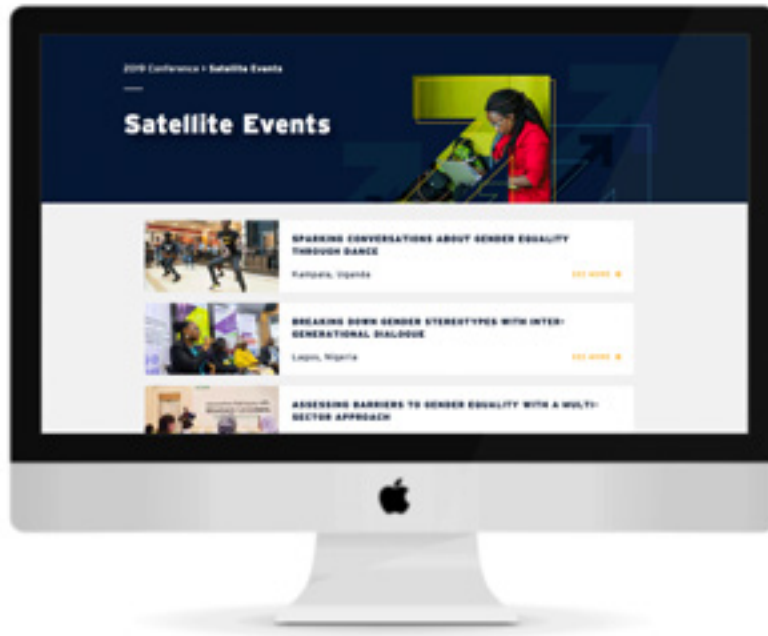 2019 Conference > Satellite Events
Satellite Events
SPARKING CONVERSATIONS ABOUT GENDER EQUALITY
THROUGH DANCE
Kampala, Uganda
SEE MORE
BREAKING DOWN GENDER STEREOTYPES WITH INTER-
GENERATIONAL DIALOGUE
Lagos, Nigeria
SEE MORE
ASSESSING BARRIERS TO GENDER EQUALITY WITH A MULTI-
SECTOR APPROACH